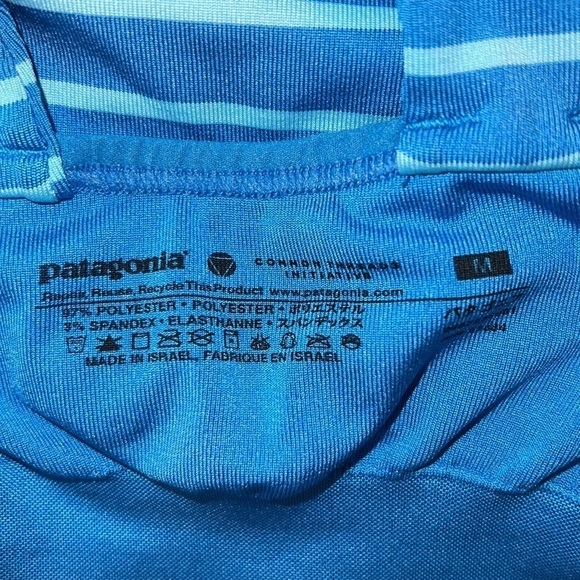 patagonia®
COMMON THREADS
INITIATIVE
M
Repair, Reuse, Recycle This Product www.patagonia.com
97% POLYESTER • POLYESTER • ポリエステル
3% SPANDEX • ELASTHANNE • スパンデックス
MADE IN ISRAEL, FABRIQUE EN ISRAEL